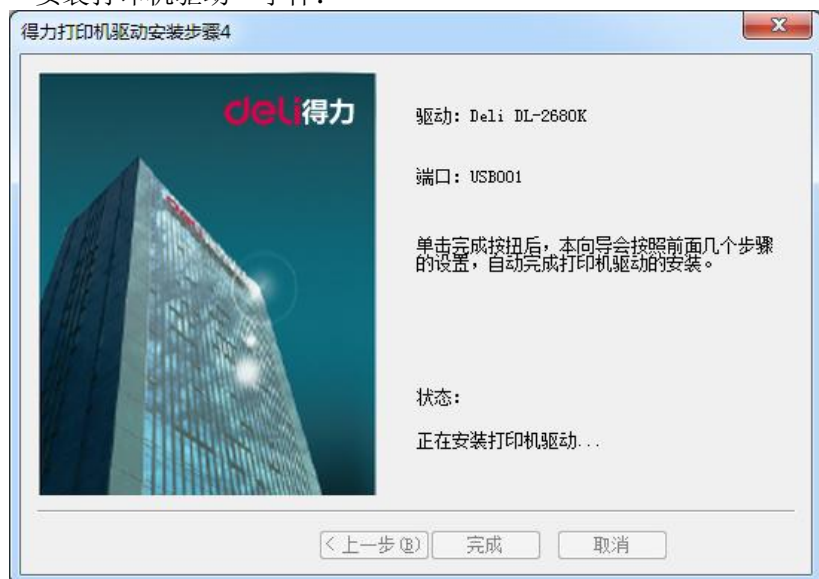 得力打印机驱动安装步骤4
deli得力
驱动：Deli DL-2680K
端口：USB001
单击完成按扭后，本向导会按照前面几个步骤
的设置，自动完成打印机驱动的安装。
状态：
正在安装打印机驱动...
<上一步(B)
完成
取消